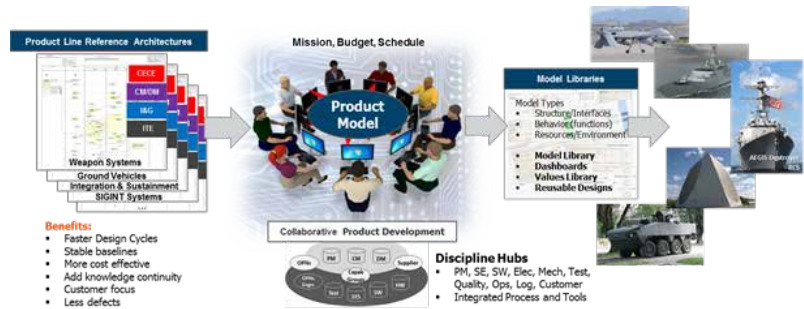 Product Line Reference Architectures
CECE
CM/DM
I&G
ITE
Weapon Systems
Ground Vehicles
Integration & Sustainment
SIGINT Systems
Benefits:
▪ Faster Design Cycles
▪ Stable baselines
▪ More cost effective
▪ Add knowledge continuity
▪ Customer focus
▪ Less defects
Mission, Budget, Schedule
Product
Model
Collaborative Product Development
OPNs
PM
CM
DM
Supplier
Test
SW
HW
Discipline Hubs
▪ PM, SE, SW, Elec, Mech, Test,
Quality, Ops, Log, Customer
▪ Integrated Process and Tools
Model Libraries
Model Types
▪ Structure/Interfaces
▪ Behavior (functions)
▪ Resources/Environment
▪ Model Library
▪ Dashboards
▪ Values Library
▪ Reusable Designs
AEGIS Destroyer